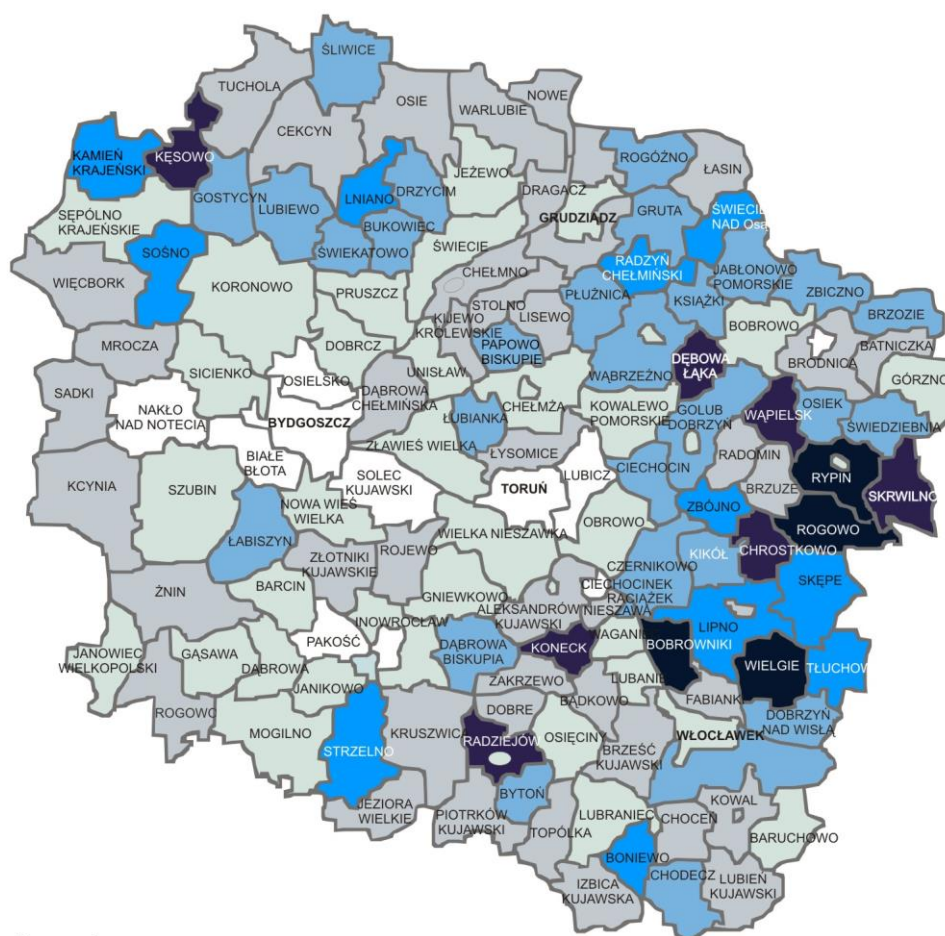 ŚLIWICE
TUCHOLA
OSIE
NOWE
WARLUBIE
CEKCYN
KAMIEŃ
KRAJEŃSKI
KĘSOWO
ROGÓŹNO
ŁASIN
JEŻEWO
LNIANO
DRZYCIM
DRAGACZ
GOSTYCYN
LUBIEWO
BUKOWIEC
GRUDZIĄDZ
GRUTA
ŚWIECIE
NAD Osą
SĘPÓLNO
KRAJEŃSKIE
ŚWIEKATOWO
ŚWIECIE
SOŚNO
RADZYŃ
CHEŁMIŃSKI
JABŁONOWO
POMORSKIE
ZBICZNO
WIĘCBORK
KORONOWO
PRUSZCZ
CHEŁMNO
STOLNO
LISEWO
PŁUŻNICA
KSIĄŻKI
BRZOZIE
KIJEWO
KRÓLEWSKIE
BOBROWO
MROCZA
DOBRCZ
PAPOWO
BISKUPIE
BATNICZKA
BRODNICA
SICIENKO
OSIELSKO
UNISŁAW
WĄBRZEŹNO
DĘBOWA
ŁĄKA
GÓRZNO
SADKI
DĄBROWA
CHEŁMIŃSKA
CHEŁMŻA
NAKŁO
NAD NOTECIĄ
BYDGOSZCZ
ŁUBIANKA
KOWALEWO
POMORSKIE
GOLUB
DOBRZYŃ
WĄPIELSK
OSIEK
ŚWIEDZIEBNIA
ZŁAWIEŚ WIELKA
ŁYSOMICE
RADOMIN
BIAŁE
BŁOTA
SOLEC
KUJAWSKI
LUBICZ
CIECHOCIN
RYPIN
KCYNIA
SZUBIN
TORUŃ
BRZUZE
SKRWILNO
NOWA WIEŚ
WIELKA
ZBÓJNO
ROGOWO
ŁABISZYN
WIELKA NIESZAWKA
OBROWO
ZŁOTNIKI
KUJAWSKIE
ROJEWO
KIKÓŁ
CHROSTKOWO
CZERNIKOWO
SKĘPE
ŻNIN
BARCIN
GNIEWKOWO
CIECHOCINEK
RACIĄŻEK
NIESZAWA
ALEKSANDRÓW
KUJAWSKI
INOWROCŁAW
LIPNO
PAKOŚĆ
WAGANIE
BOBROWNIKI
JANOWIEC
WIELKOPOLSKI
GĄSAWA
DĄBROWA
DĄBROWA
BISKUPIA
KONECK
WIELGIE
TŁUCHOW
JANIKOWO
ZAKRZEWO
LUBANIE
BĄDKOWO
FABIANK
ROGOWO
DOBRE
DOBRZYŃ
NAD WISŁĄ
MOGILNO
STRZELNO
KRUSZWICA
RADZIEJÓW
OSIĘCINY
WŁOCŁAWEK
BRZEŚĆ
KUJAWSKI
BYTOŃ
JEZIORA
WIELKIE
PIOTRKÓW
KUJAWSKI
TOPÓLKA
LUBRANIEC
CHOCEŃ
KOWAL
BARUCHOWO
BONIEWO
IZBICA
KUJAWSKA
CHODECZ
LUBIEŃ
KUJAWSKI